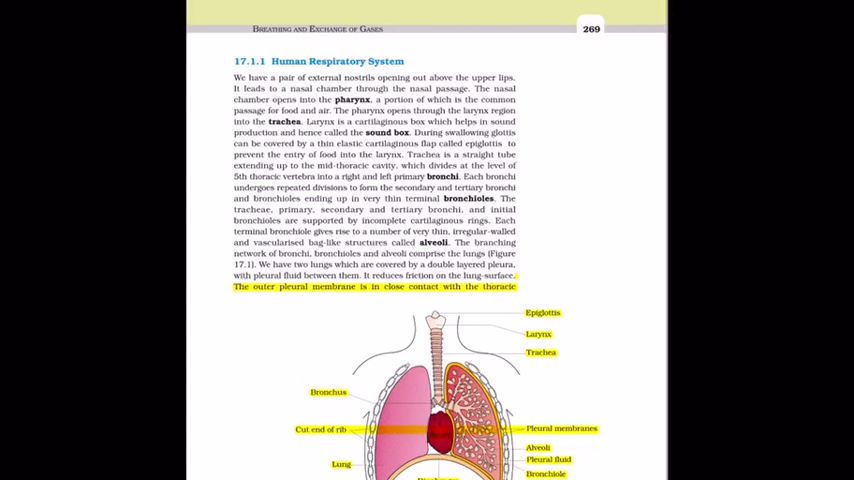 BREATHING AND EXCHANGE OF GASES
269
17.1.1 Human Respiratory System
We have a pair of external nostrils opening out above the upper lips.
It leads to a nasal chamber through the nasal passage. The nasal
chamber opens into the pharynx, a portion of which is the common
passage for food and air. The pharynx opens through the larynx region
into the trachea. Larynx is a cartilaginous box which helps in sound
production and hence called the sound box. During swallowing glottis
can be covered by a thin elastic cartilaginous flap called epiglottis to
prevent the entry of food into the larynx. Trachea is a straight tube
extending up to the mid-thoracic cavity, which divides at the level of
5th thoracic vertebra into a right and left primary bronchi. Each bronchi
undergoes repeated divisions to form the secondary and tertiary bronchi
and bronchioles ending up in very thin terminal bronchioles. The
tracheae, primary, secondary and tertiary bronchi, and initial
bronchioles are supported by incomplete cartilaginous rings. Each
terminal bronchiole gives rise to a number of very thin, irregular-walled
and vascularised bag-like structures called alveoli. The branching
network of bronchi, bronchioles and alveoli comprise the lungs (Figure
17.1). We have two lungs which are covered by a double layered pleura,
with pleural fluid between them. It reduces friction on the lung-surface.
The outer pleural membrane is in close contact with the thoracic
Epiglottis
Larynx
Trachea
Bronchus
Cut end of rib
Pleural membranes
Alveoli
Pleural fluid
Lung
Bronchiole